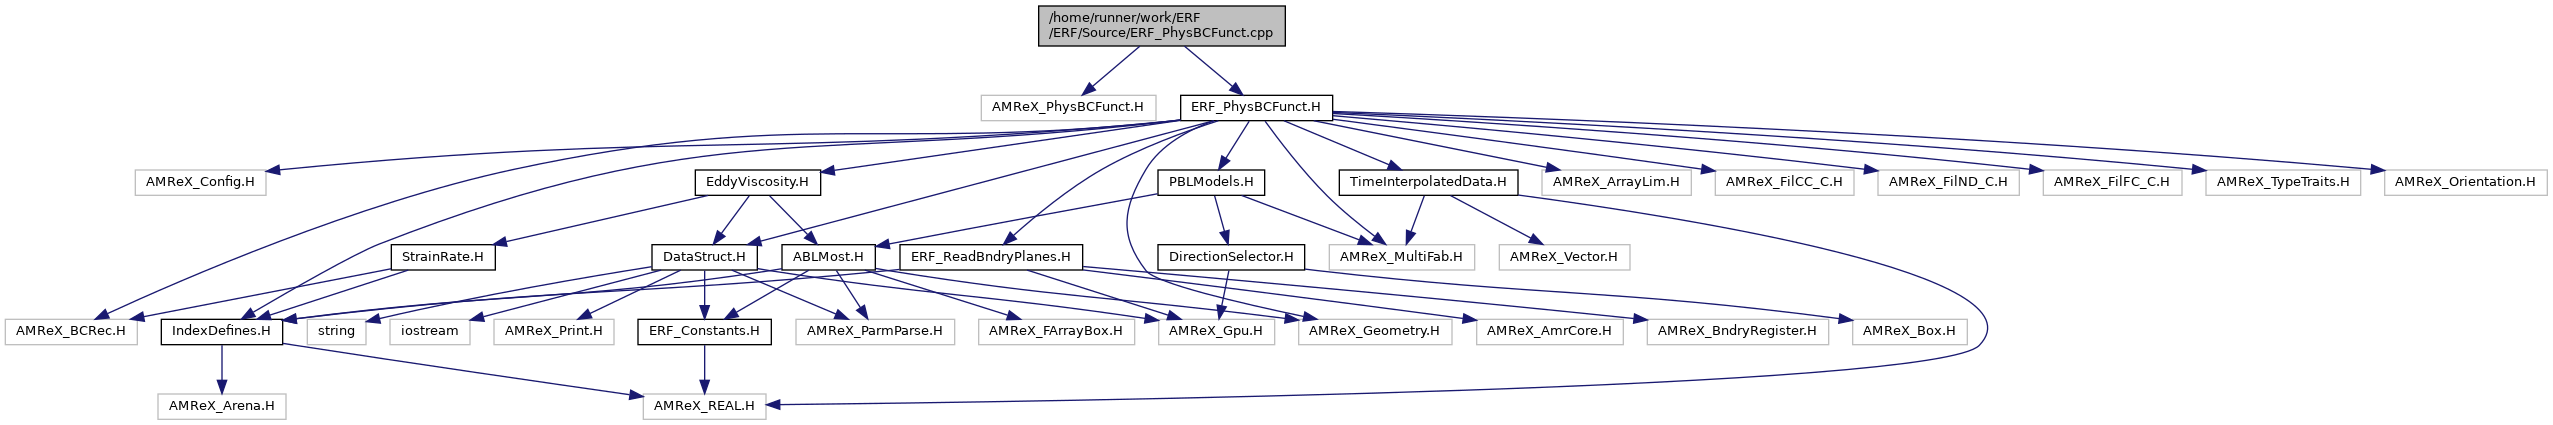 /home/runner/work/ERF
/ERF/Source/ERF_PhysBCFunct.cpp
AMReX_PhysBCFunct.H
ERF_PhysBCFunct.H
AMReX_Config.H
EddyViscosity.H
PBLModels.H
TimeInterpolatedData.H
AMReX_ArrayLim.H
AMReX_FilCC_C.H
AMReX_FilND_C.H
AMReX_FilFC_C.H
AMReX_TypeTraits.H
AMReX_Orientation.H
StrainRate.H
DataStruct.H
ABLMost.H
ERF_ReadBndryPlanes.H
DirectionSelector.H
AMReX_MultiFab.H
AMReX_Vector.H
AMReX_BCRec.H
IndexDefines.H
string
iostream
AMReX_Print.H
ERF_Constants.H
AMReX_ParmParse.H
AMReX_FArrayBox.H
AMReX_Gpu.H
AMReX_Geometry.H
AMReX_AmrCore.H
AMReX_BndryRegister.H
AMReX_Box.H
AMReX_Arena.H
AMReX_REAL.H